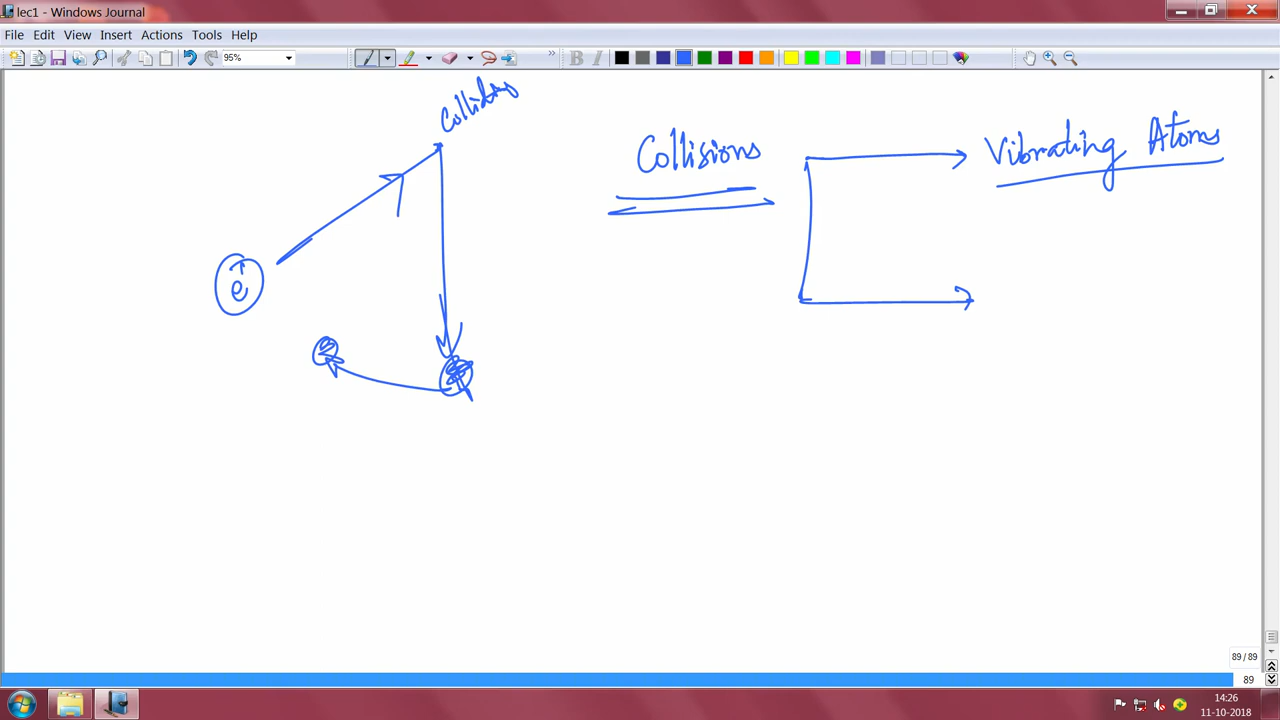 lec1 - Windows Journal
File Edit View Insert Actions Tools Help
95%
Collisions
Vibrating Atoms
e
89 / 89
89
14:26
11-10-2018